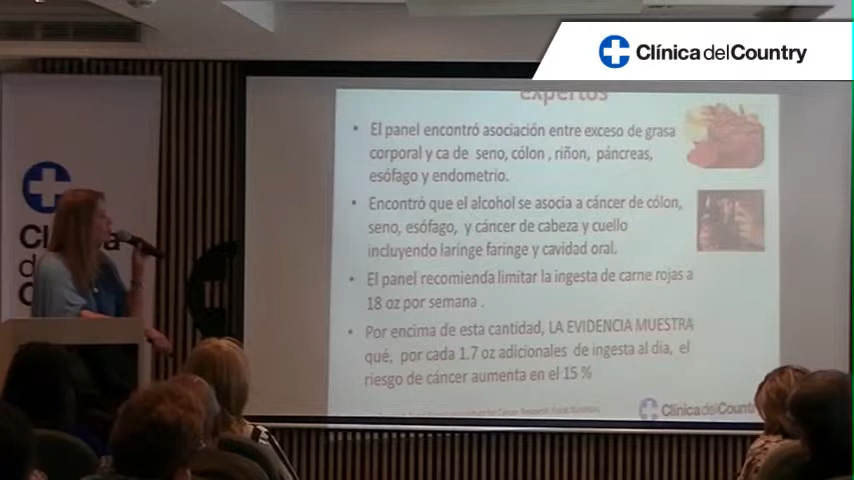 Clínica del Country
expertos
• El panel encontró asociación entre exceso de grasa
corporal y ca de seno, cólon , riñon, páncreas,
esófago y endometrio.
• Encontró que el alcohol se asocia a cáncer de cólon,
seno, esófago, y cáncer de cabeza y cuello
incluyendo laringe faringe y cavidad oral.
• El panel recomienda limitar la ingesta de carne rojas a
18 oz por semana .
• Por encima de esta cantidad, LA EVIDENCIA MUESTRA
qué, por cada 1.7 oz adicionales de ingesta al día, el
riesgo de cáncer aumenta en el 15 %
Clínica del Country